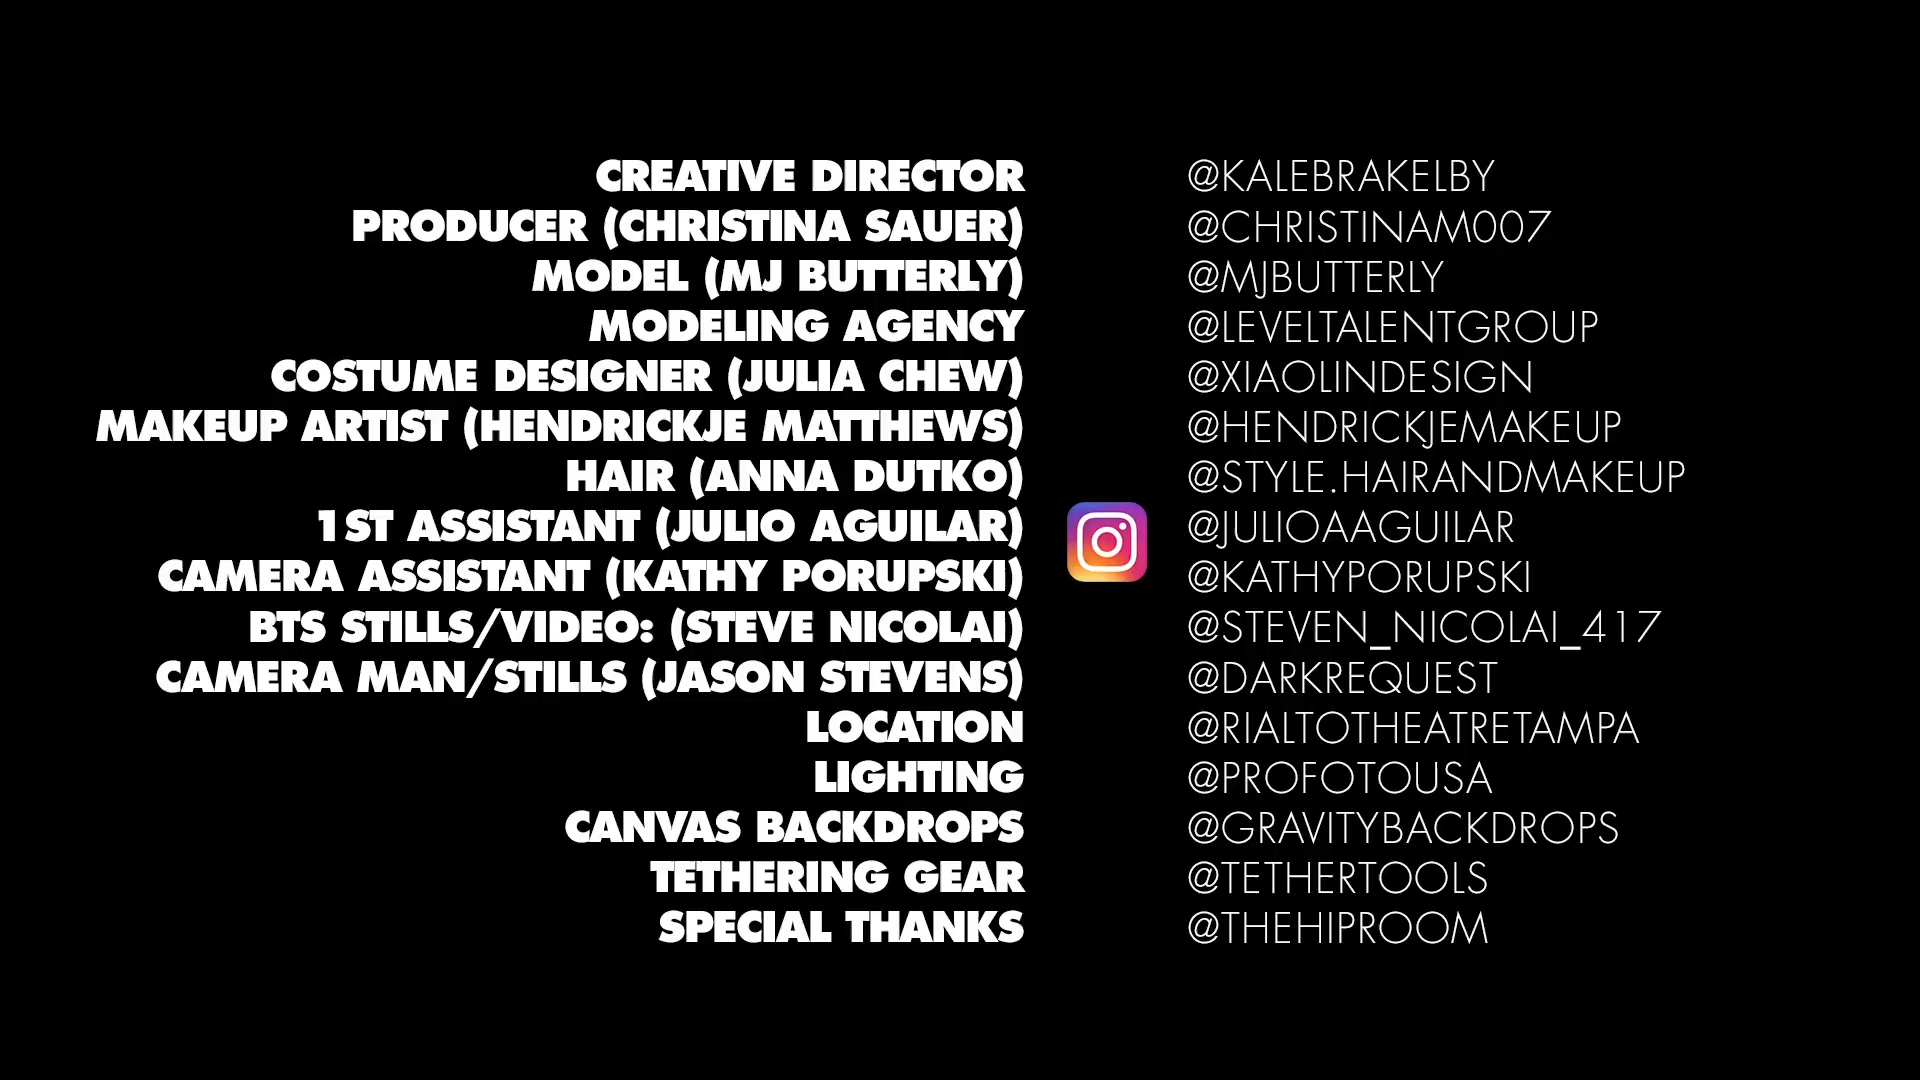 CREATIVE DIRECTOR @KALEBRAKELBY
PRODUCER (CHRISTINA SAUER) @CHRISTINAM007
MODEL (MJ BUTTERLY) @MJBUTTERLY
MODELING AGENCY @LEVELTALENTGROUP
COSTUME DESIGNER (JULIA CHEW) @XIAOLINDESIGN
MAKEUP ARTIST (HENDRICKJE MATTHEWS) @HENDRICKJEMAKEUP
HAIR (ANNA DUTKO) @STYLE.HAIRANDMAKEUP
1ST ASSISTANT (JULIO AGUILAR) @JULIOAAGUILAR
CAMERA ASSISTANT (KATHY PORUPSKI) @KATHYPORUPSKI
BTS STILLS/VIDEO: (STEVE NICOLAI) @STEVEN_NICOLAI_417
CAMERA MAN/STILLS (JASON STEVENS) @DARKREQUEST
LOCATION @RIALTOTHEATRETAMPA
LIGHTING @PROFOTOUSA
CANVAS BACKDROPS @GRAVITYBACKDROPS
TETHERING GEAR @TETHERTOOLS
SPECIAL THANKS @THEHIPROOM